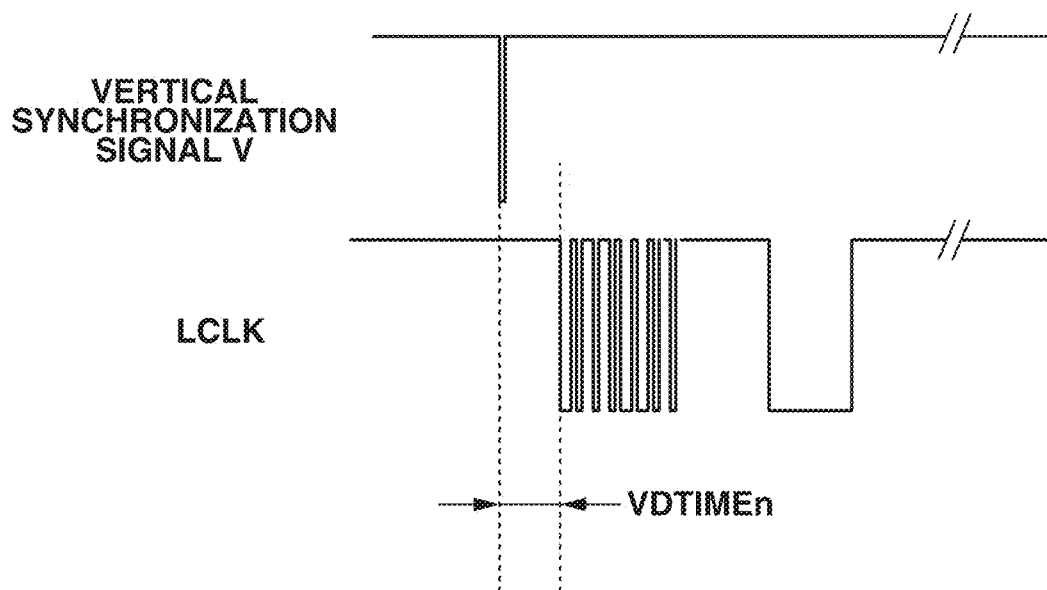 VERTICAL
SYNCHRONIZATION
SIGNAL V
LCLK
VDTIMEn